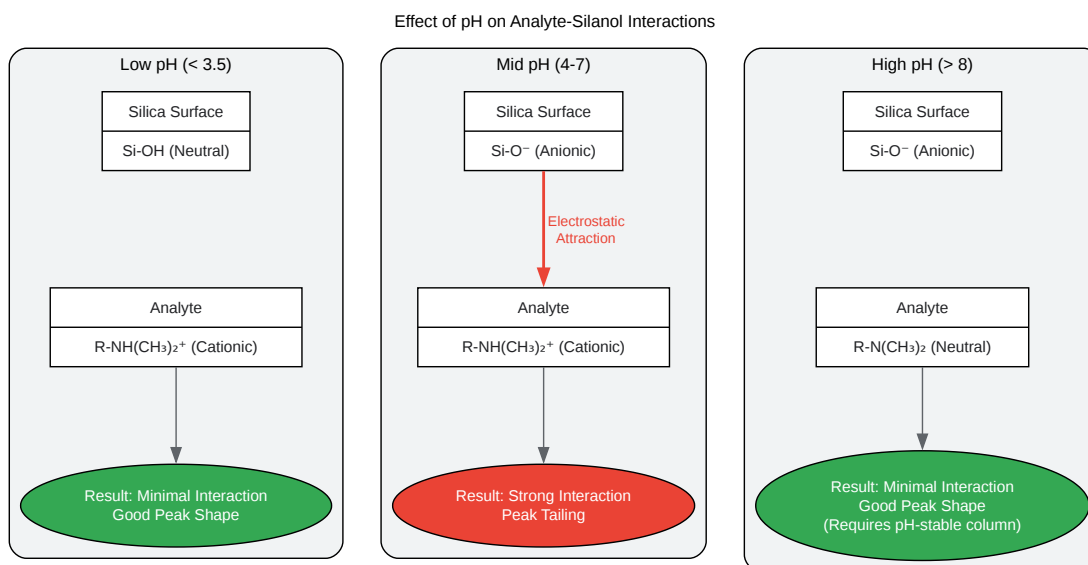 Effect of pH on Analyte-Silanol Interactions
Low pH (< 3.5)
Silica Surface
Si-OH (Neutral)
Analyte
R-NH(CH₃)₂⁺ (Cationic)
Result: Minimal Interaction
Good Peak Shape
Mid pH (4-7)
Silica Surface
Si-O⁻ (Anionic)
Electrostatic
Attraction
Analyte
R-NH(CH₃)₂⁺ (Cationic)
Result: Strong Interaction
Peak Tailing
High pH (> 8)
Silica Surface
Si-O⁻ (Anionic)
Analyte
R-N(CH₃)₂ (Neutral)
Result: Minimal Interaction
Good Peak Shape
(Requires pH-stable column)